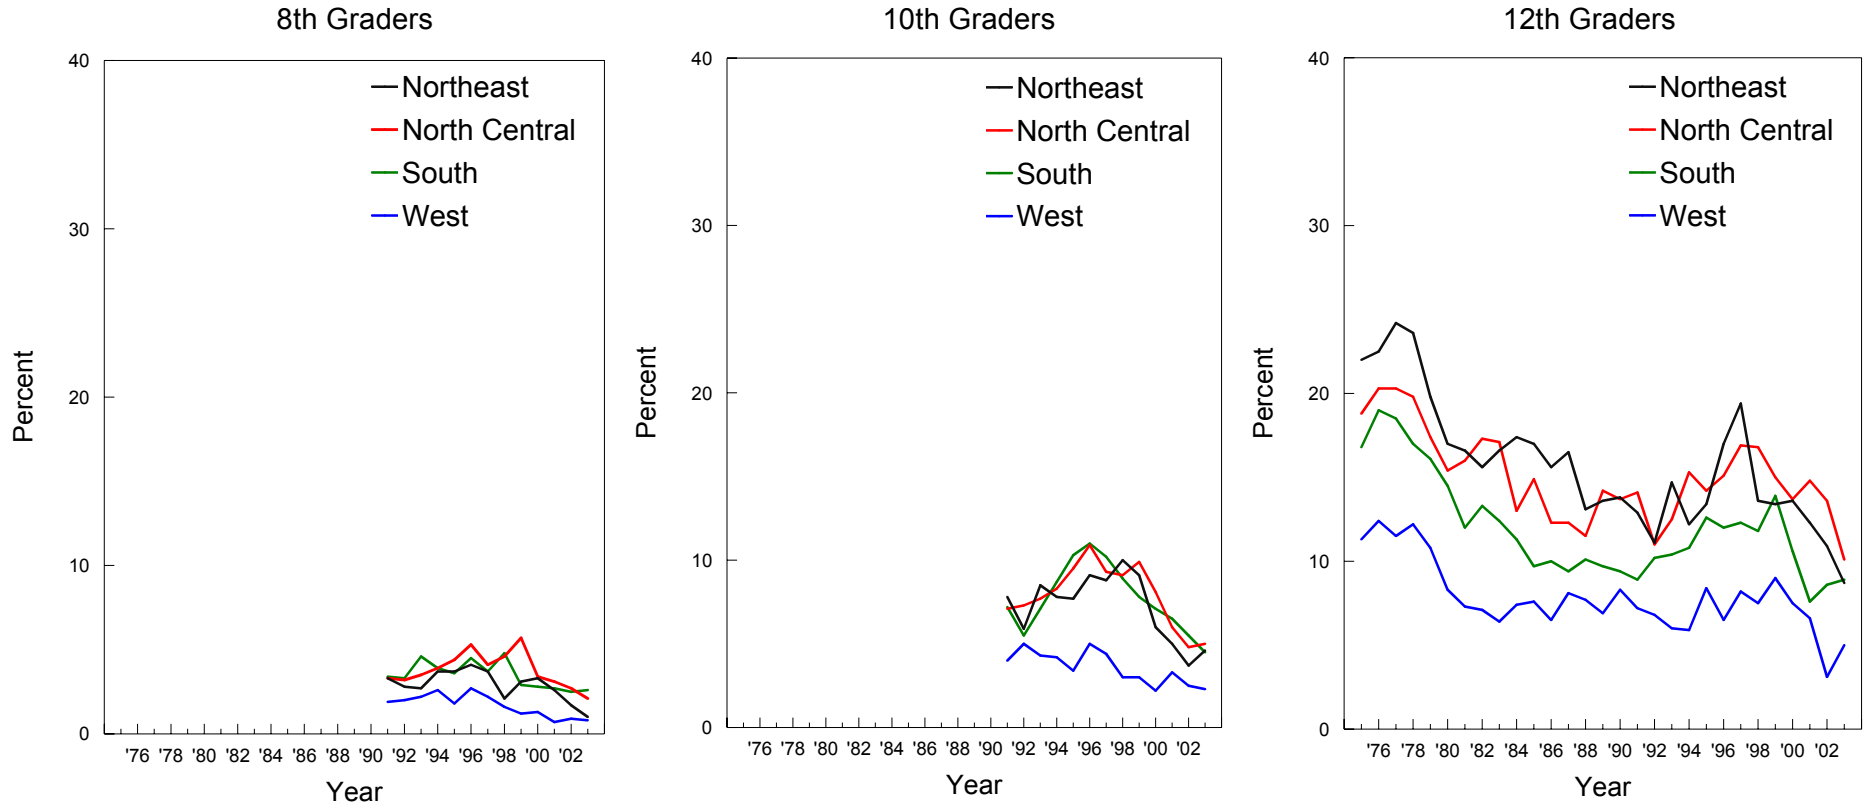 8th Graders
40
30
20
10
0
Percent
Northeast
North Central
South
West
'76 '78 '80 '82 '84 '86 '88 '90 '92 '94 '96 '98 '00 '02
Year
10th Graders
40
30
20
10
0
Percent
Northeast
North Central
South
West
'76 '78 '80 '82 '84 '86 '88 '90 '92 '94 '96 '98 '00 '02
Year
12th Graders
40
30
20
10
0
Percent
Northeast
North Central
South
West
'76 '78 '80 '82 '84 '86 '88 '90 '92 '94 '96 '98 '00 '02
Year